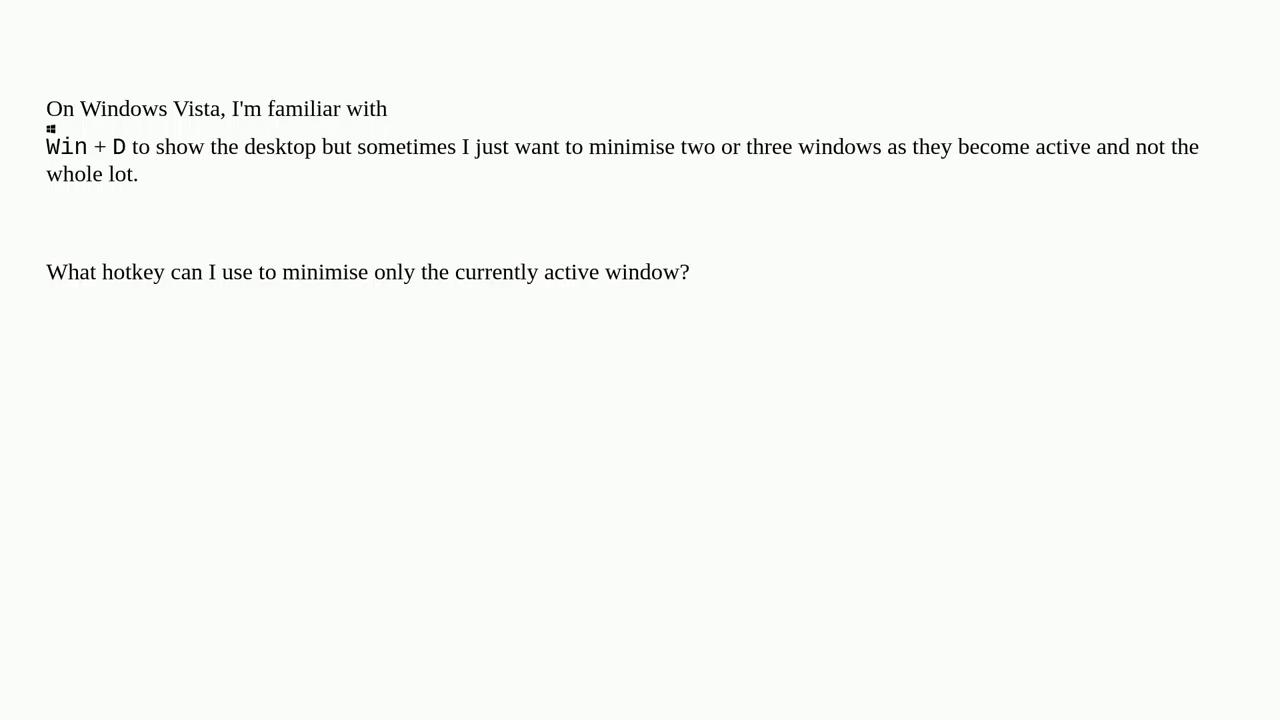 On Windows Vista, I'm familiar with
Win + D to show the desktop but sometimes I just want to minimise two or three windows as they become active and not the
whole lot.
What hotkey can I use to minimise only the currently active window?